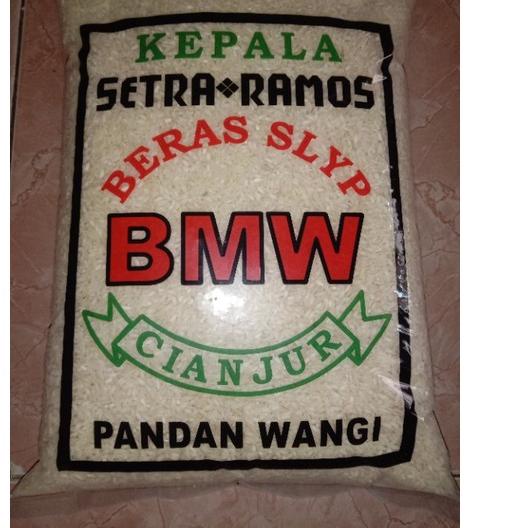 KEPALA
SETRA❖RAMOS
BERAS SLYP
BMW
CIANJUR
PANDAN WANGI